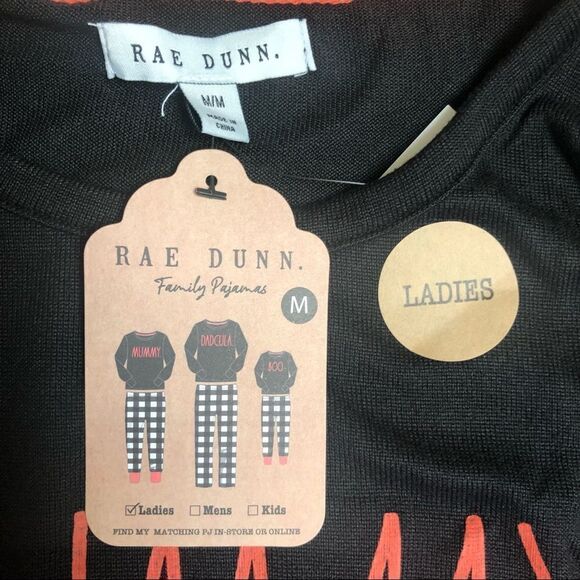 RAE DUNN.
M/M
MADE IN
CHINA
RAE DUNN.
Family Pajamas
M
LADIES
MUMMY
DADCULA
BOO
☑Ladies ☐Mens ☐Kids
FIND MY MATCHING PJ IN-STORE OR ONLINE